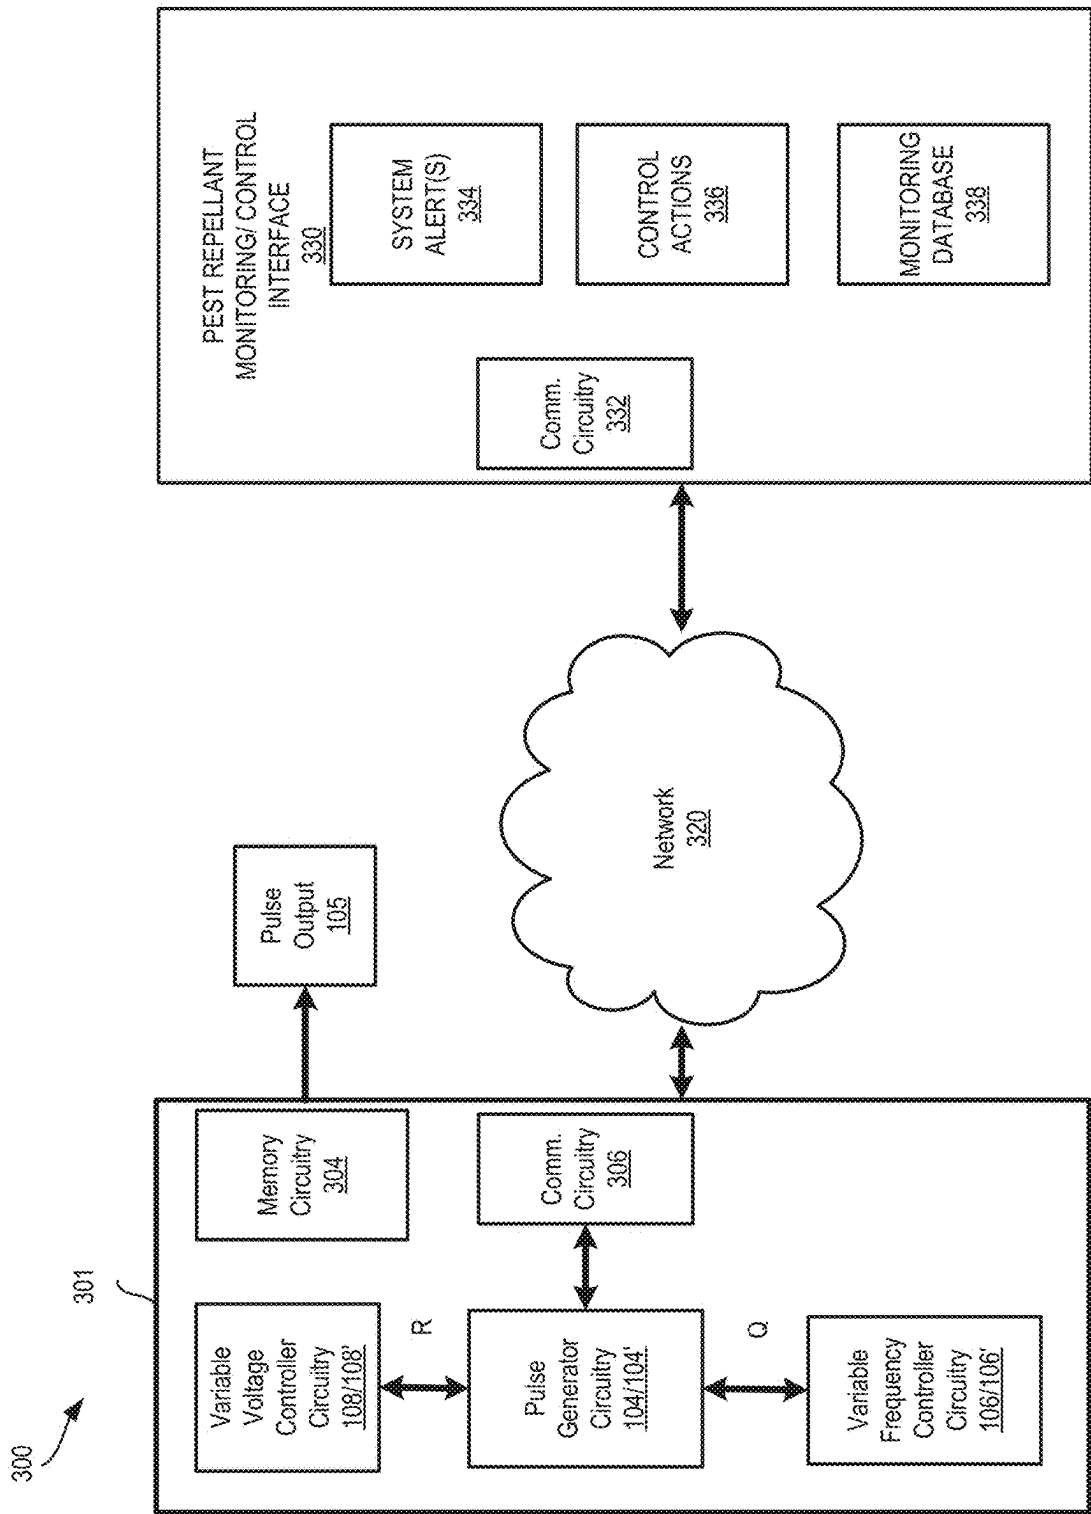 300
301
Variable
Voltage
Controller
Circuitry
108/108'
R
Pulse
Generator
Circuitry
104/104'
Q
Variable
Frequency
Controller
Circuitry
106/106'
Memory
Circuitry
304
Comm.
Circuitry
306
Pulse
Output
105
Network
320
PEST REPELLANT
MONITORING/ CONTROL
INTERFACE
330
Comm.
Circuitry
332
SYSTEM
ALERT(S)
334
CONTROL
ACTIONS
336
MONITORING
DATABASE
338